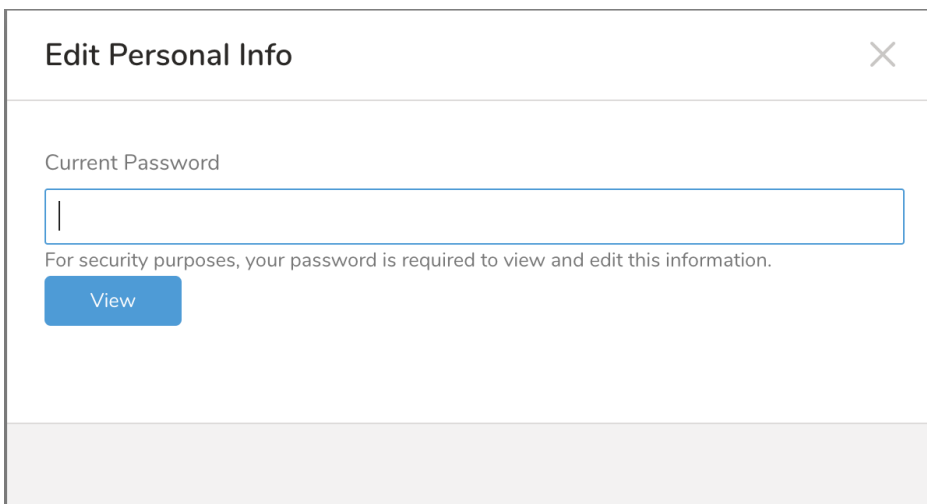 Edit Personal Info
Current Password
For security purposes, your password is required to view and edit this information.
View